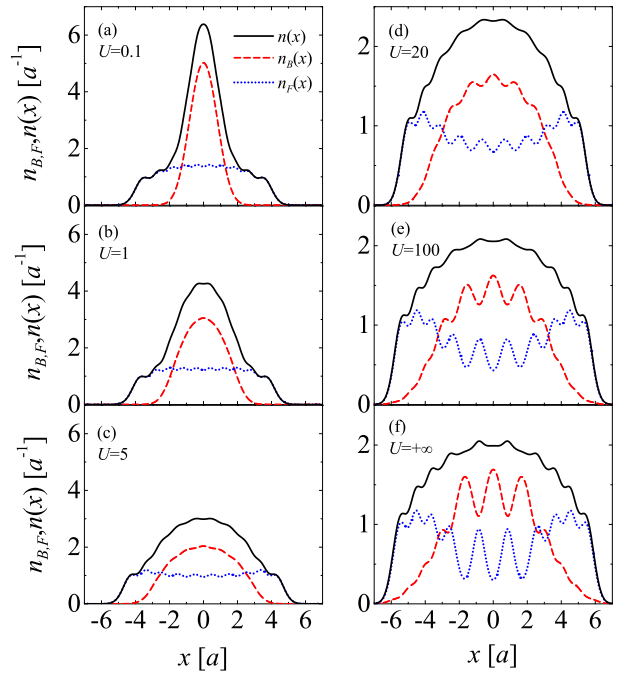 (a)
U=0.1
n(x)
n_B(x)
n_F(x)
n_{B,F},n(x) [a^{-1}]
6
4
2
0
(b)
U=1
n_{B,F},n(x) [a^{-1}]
6
4
2
0
(c)
U=5
n_{B,F},n(x) [a^{-1}]
6
4
2
0
-6 -4 -2 0 2 4 6
x [a]
(d)
U=20
2
1
0
(e)
U=100
2
1
0
(f)
U=+∞
2
1
0
-6 -4 -2 0 2 4 6
x [a]